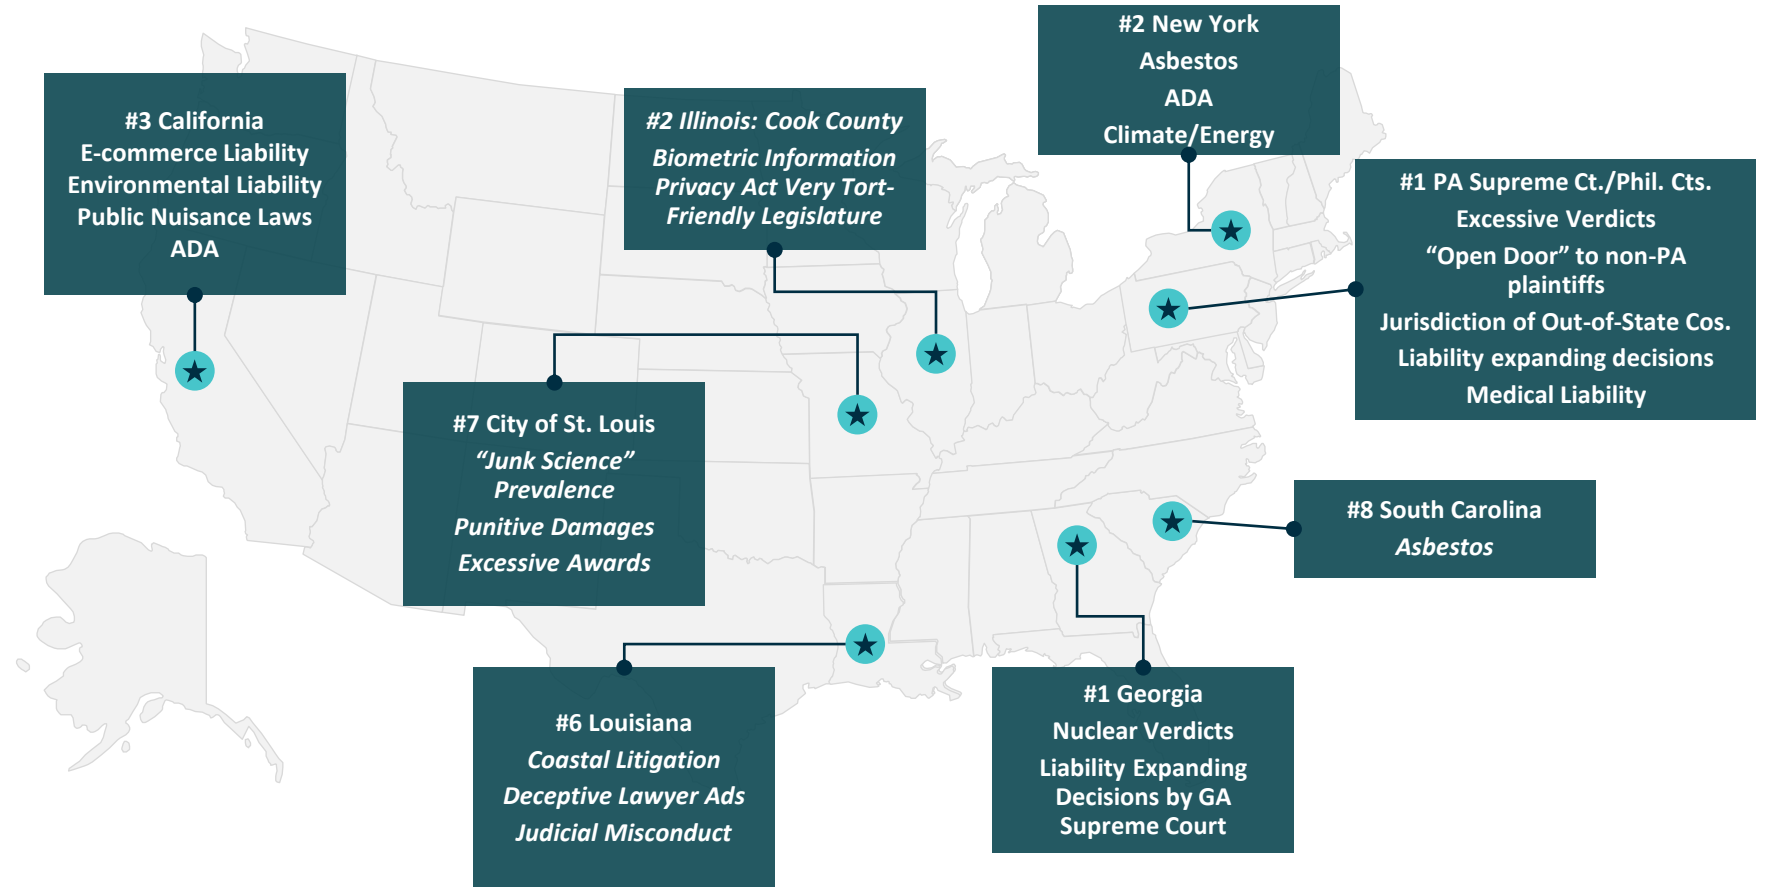 #2 New York
Asbestos
ADA
Climate/Energy
#3 California
E-commerce Liability
Environmental Liability
Public Nuisance Laws
ADA
#2 Illinois: Cook County
Biometric Information
Privacy Act Very Tort-
Friendly Legislature
#1 PA Supreme Ct./Phil. Cts.
Excessive Verdicts
“Open Door” to non-PA
plaintiffs
Jurisdiction of Out-of-State Cos.
Liability expanding decisions
Medical Liability
#7 City of St. Louis
“Junk Science”
Prevalence
Punitive Damages
Excessive Awards
#8 South Carolina
Asbestos
#6 Louisiana
Coastal Litigation
Deceptive Lawyer Ads
Judicial Misconduct
#1 Georgia
Nuclear Verdicts
Liability Expanding
Decisions by GA
Supreme Court